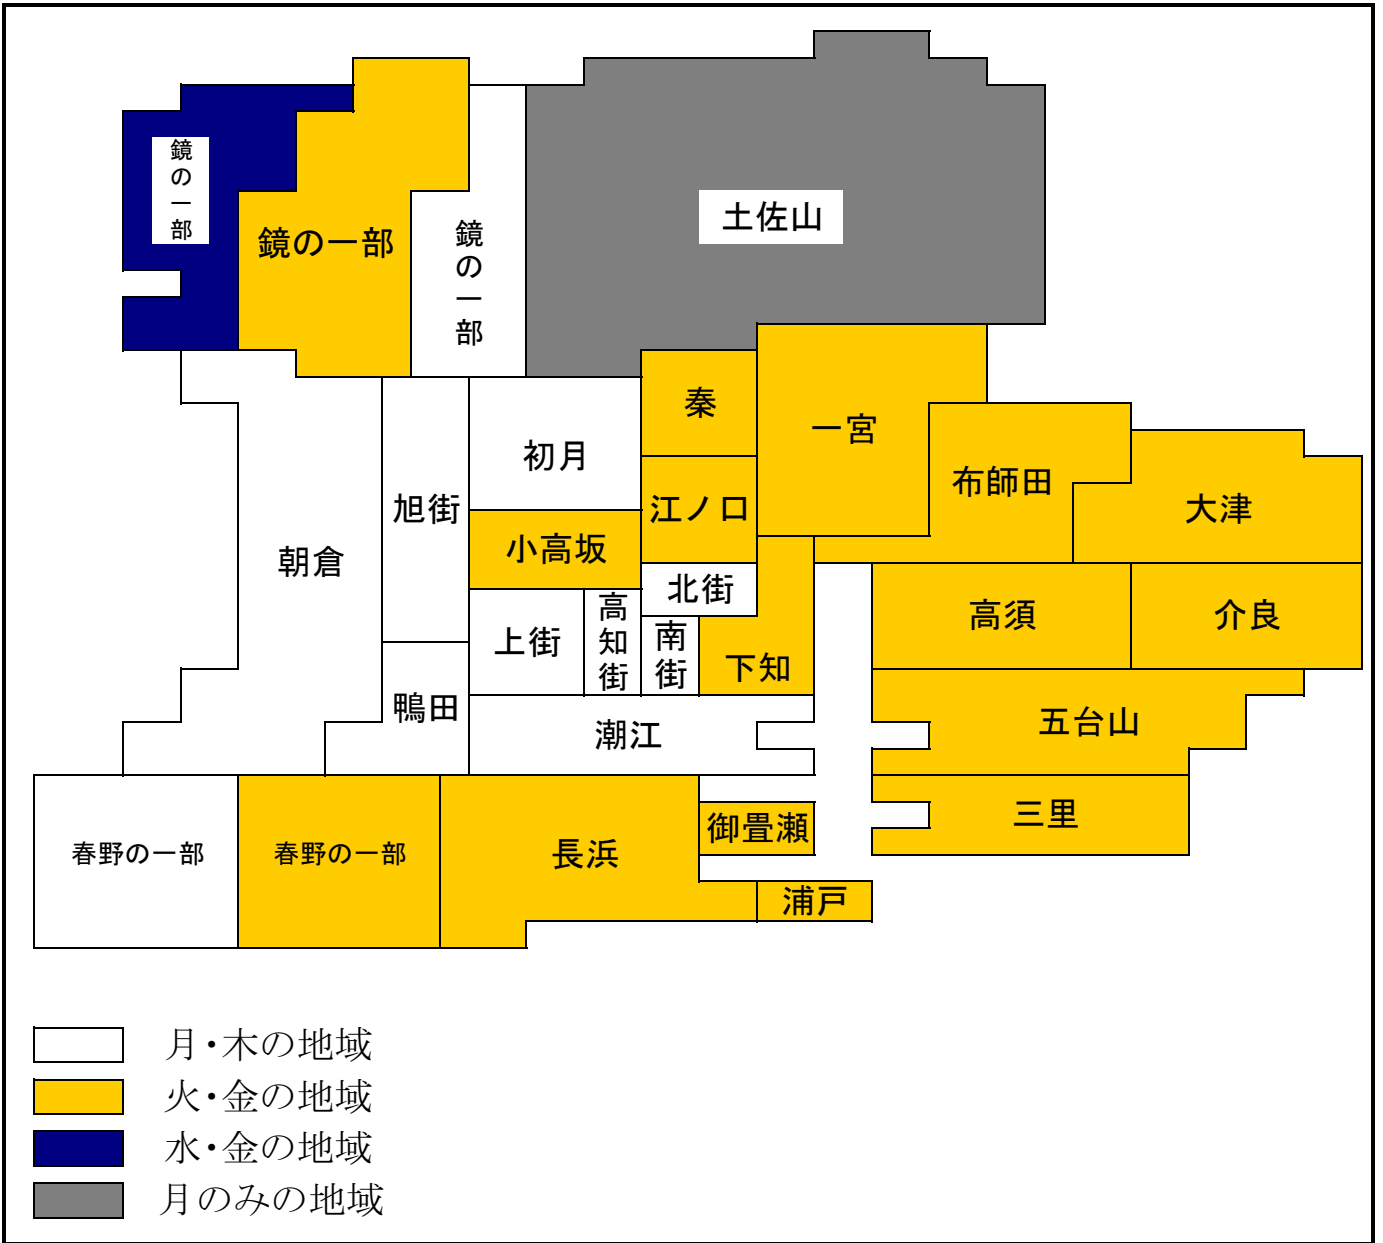 鏡の一部
鏡の一部
鏡の一部
土佐山
秦
一宮
初月
布師田
旭街
江ノ口
大津
小高坂
朝倉
北街
高知街
高須
介良
上街
南街
下知
鴨田
潮江
五台山
春野の一部
春野の一部
長浜
御畳瀬
三里
浦戸
月・木の地域
火・金の地域
水・金の地域
月のみの地域